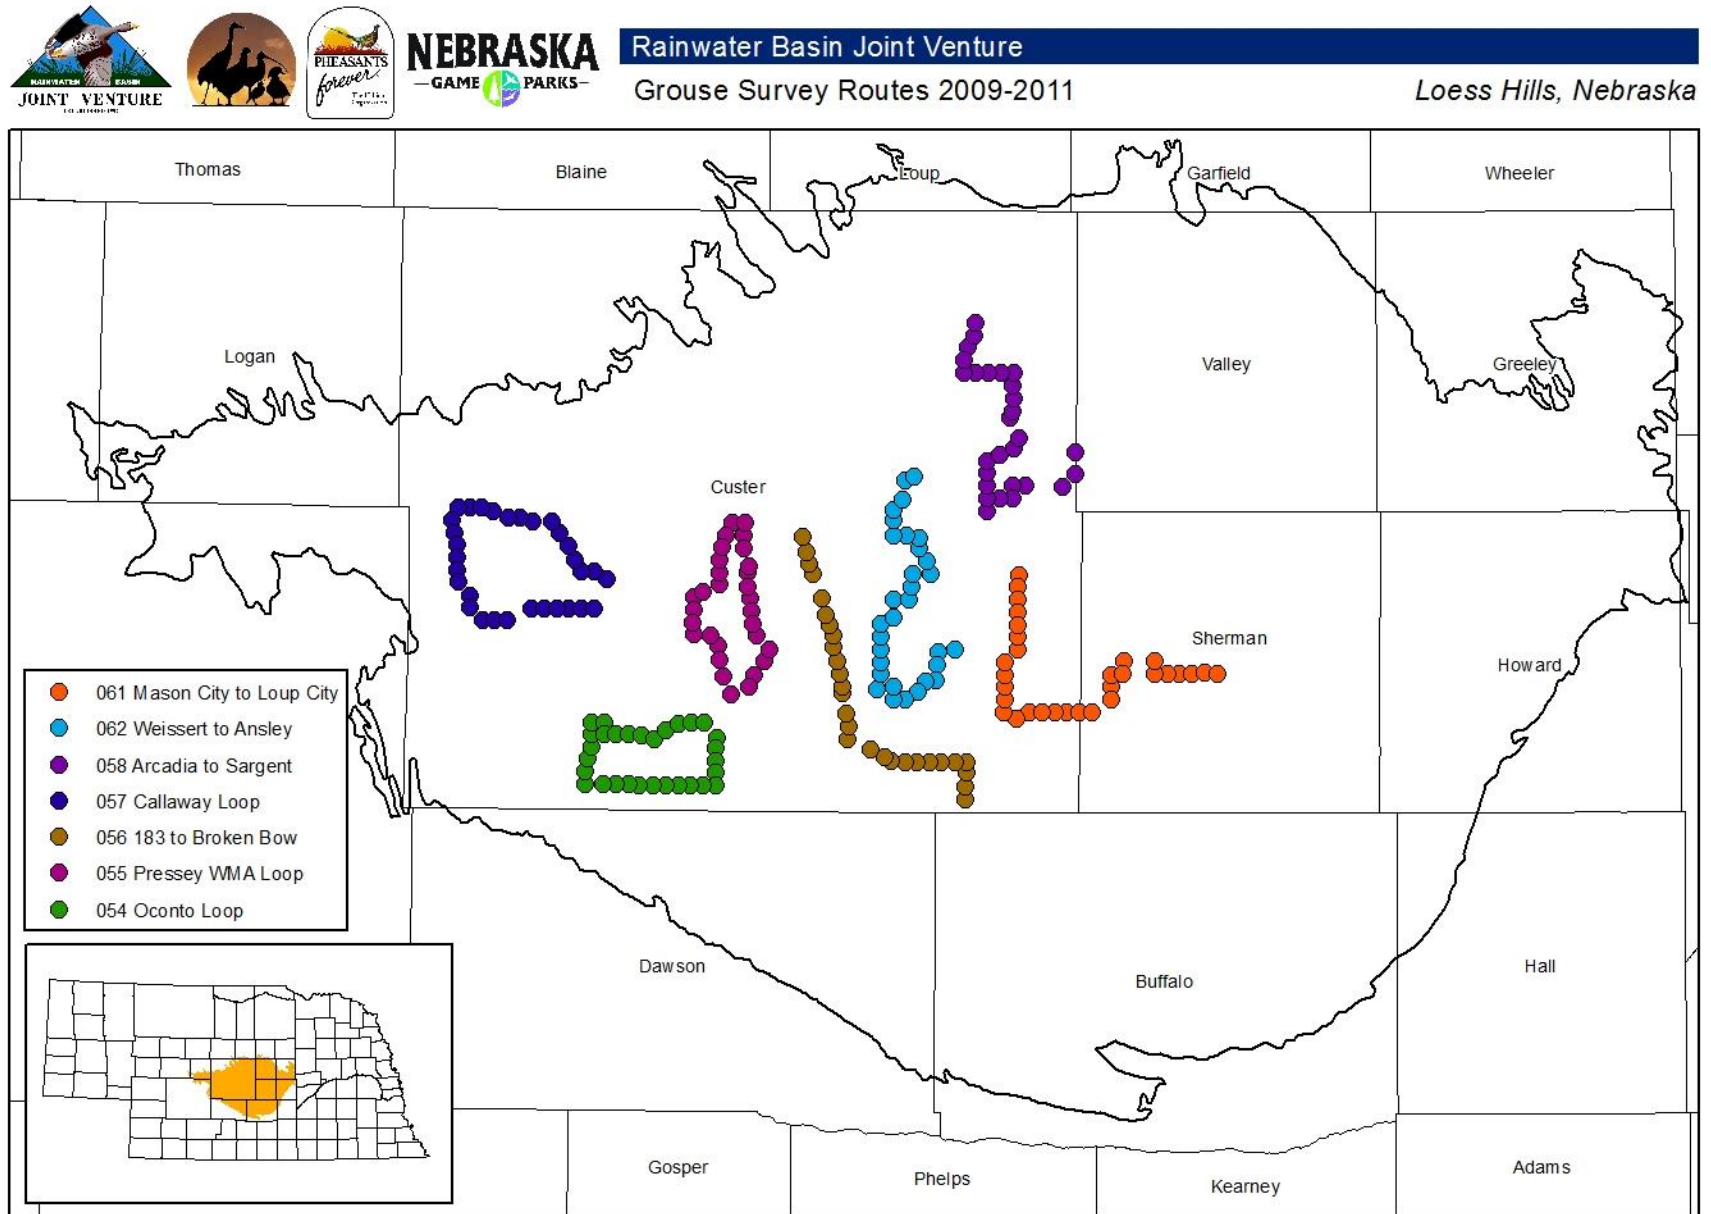 RAINWATER BASIN
JOINT VENTURE
PHEASANTS
forever
NEBRASKA
GAME PARKS
Rainwater Basin Joint Venture
Grouse Survey Routes 2009-2011
Loess Hills, Nebraska
Thomas
Blaine
Loup
Garfield
Wheeler
Logan
Valley
Greeley
Custer
Sherman
Howard
061 Mason City to Loup City
062 Weissert to Ansley
058 Arcadia to Sargent
057 Callaway Loop
056 183 to Broken Bow
055 Pressey WMA Loop
054 Oconto Loop
Dawson
Buffalo
Hall
Gosper
Phelps
Kearney
Adams